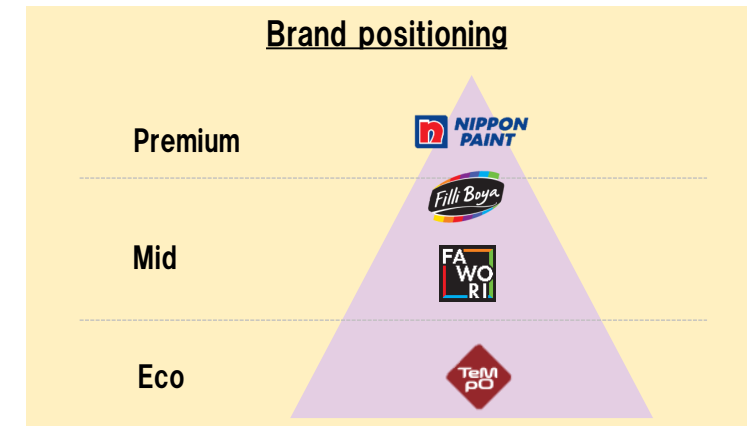 Brand positioning
Premium
n NIPPON
PAINT
Filli Boya
Mid
FA
WO
RI
Eco
TeM
PO